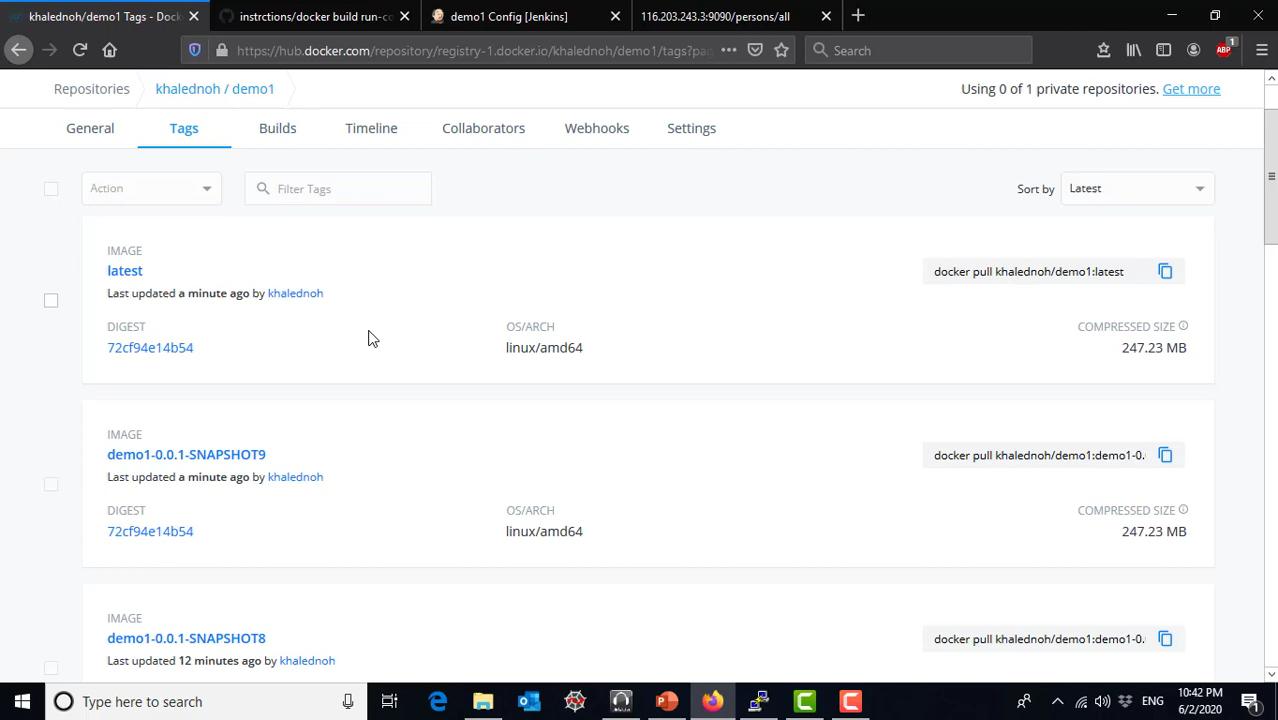 khalednoh/demo1 Tags - Dock
instrctions/docker build run-co
demo1 Config [Jenkins]
116.203.243.3:9090/persons/all
https://hub.docker.com/repository/registry-1.docker.io/khalednoh/demo1/tags?pa
Search
ABP
1
Repositories
khalednoh / demo1
Using 0 of 1 private repositories. Get more
General
Tags
Builds
Timeline
Collaborators
Webhooks
Settings
Action
Filter Tags
Sort by
Latest
IMAGE
latest
docker pull khalednoh/demo1:latest
Last updated a minute ago by khalednoh
DIGEST
OS/ARCH
COMPRESSED SIZE
72cf94e14b54
linux/amd64
247.23 MB
IMAGE
demo1-0.0.1-SNAPSHOT9
docker pull khalednoh/demo1:demo1-0.
Last updated a minute ago by khalednoh
DIGEST
OS/ARCH
COMPRESSED SIZE
72cf94e14b54
linux/amd64
247.23 MB
IMAGE
demo1-0.0.1-SNAPSHOT8
docker pull khalednoh/demo1:demo1-0.
Last updated 12 minutes ago by khalednoh
Type here to search
ENG
10:42 PM
6/2/2020
1